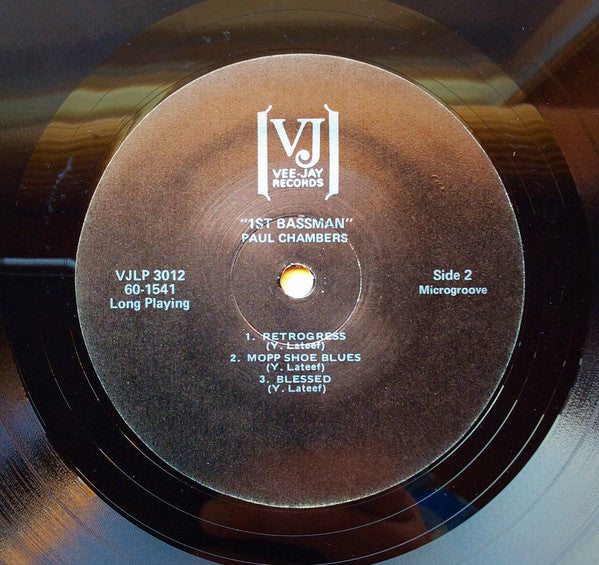 VJ
VEE-JAY
RECORDS
"1ST BASSMAN"
PAUL CHAMBERS
VJLP 3012
60-1541
Long Playing
Side 2
Microgroove
1. RETROGRESS
(Y. Lateef)
2. MOPP SHOE BLUES
(Y. Lateef)
3. BLESSED
(Y. Lateef)